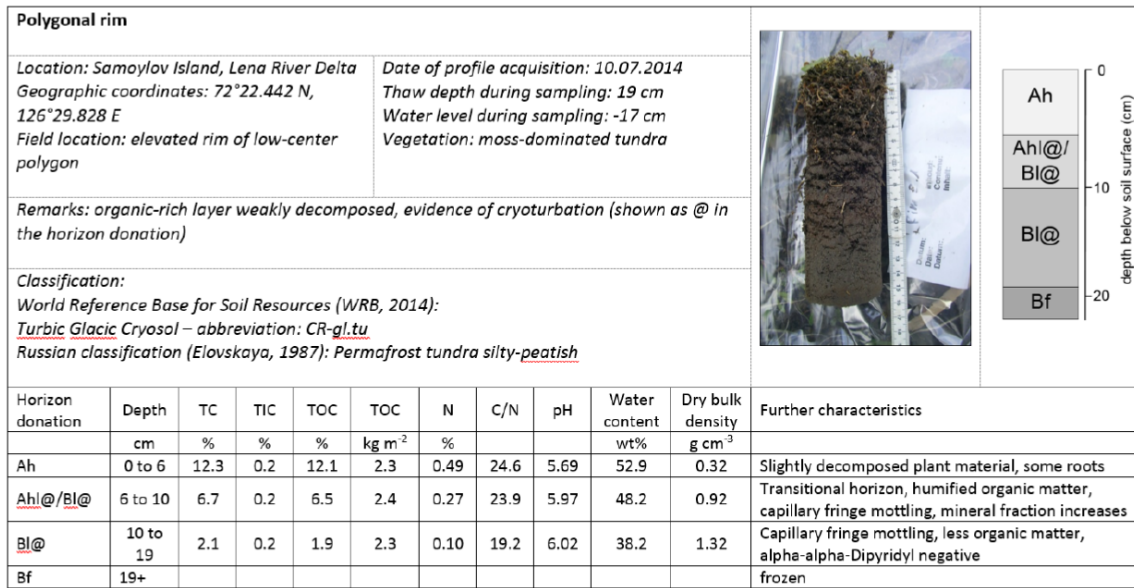 Polygonal rim
Location: Samoylov Island, Lena River Delta
Geographic coordinates: 72°22.442 N,
126°29.828 E
Field location: elevated rim of low-center
polygon
Date of profile acquisition: 10.07.2014
Thaw depth during sampling: 19 cm
Water level during sampling: -17 cm
Vegetation: moss-dominated tundra
Remarks: organic-rich layer weakly decomposed, evidence of cryoturbation (shown as @ in
the horizon donation)
Classification:
World Reference Base for Soil Resources (WRB, 2014):
Turbic Glacic Cryosol – abbreviation: CR-gl.tu
Russian classification (Elovskaya, 1987): Permafrost tundra silty-peatish
Ah
Ahl@/
Bl@
Bl@
Bf
0
10
20
depth below soil surface (cm)
Horizon donation Depth TC TIC TOC TOC N C/N pH Water content Dry bulk density Further characteristics
cm % % % kg m⁻² % wt% g cm⁻³
Ah 0 to 6 12.3 0.2 12.1 2.3 0.49 24.6 5.69 52.9 0.32 Slightly decomposed plant material, some roots
Ahl@/Bl@ 6 to 10 6.7 0.2 6.5 2.4 0.27 23.9 5.97 48.2 0.92 Transitional horizon, humified organic matter, capillary fringe mottling, mineral fraction increases
Bl@ 10 to 19 2.1 0.2 1.9 2.3 0.10 19.2 6.02 38.2 1.32 Capillary fringe mottling, less organic matter, alpha-alpha-Dipyridyl negative
Bf 19+ frozen